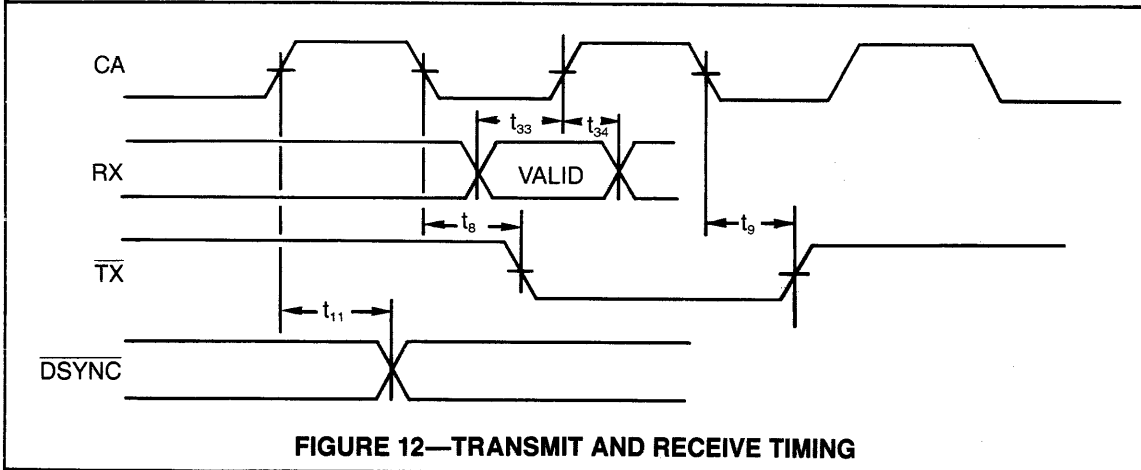 CA
t33 t34
RX VALID
t8 t9
TX
t11
DSYNC
FIGURE 12—TRANSMIT AND RECEIVE TIMING